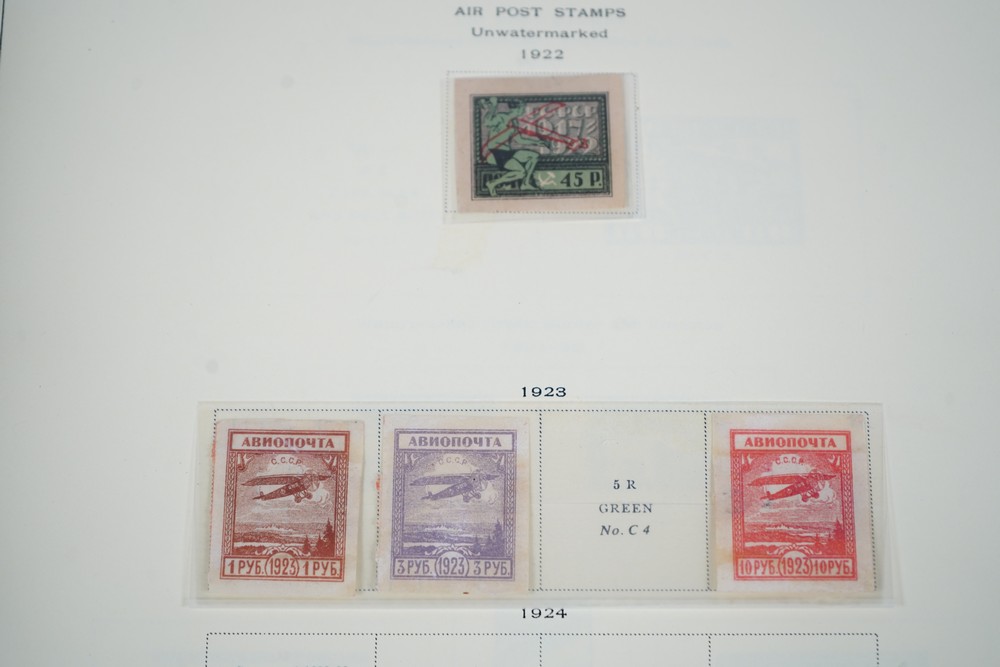 AIR POST STAMPS
Unwatermarked
1922
45 Р.
1923
АВИОПОЧТА
С.С.С.Р
1 РУБ. (1923) 1 РУБ.
АВИОПОЧТА
С.С.С.Р
3 РУБ. (1923) 3 РУБ.
5 R
GREEN
No. C 4
АВИОПОЧТА
С.С.С.Р
10 РУБ. (1923) 10 РУБ.
1924